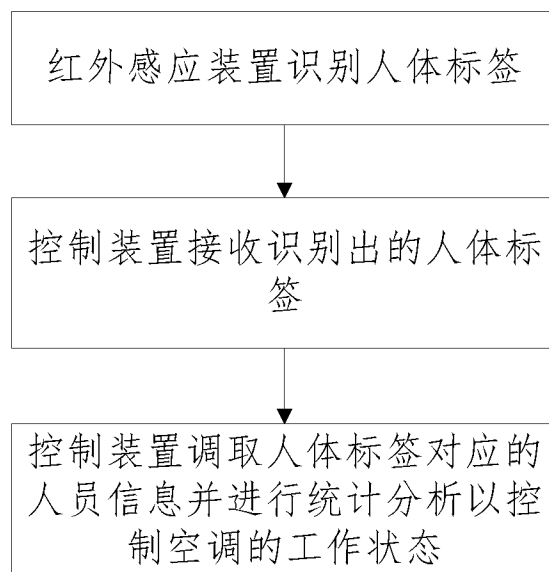 红外感应装置识别人体标签
控制装置接收识别出的人体标
签
控制装置调取人体标签对应的
人员信息并进行统计分析以控
制空调的工作状态